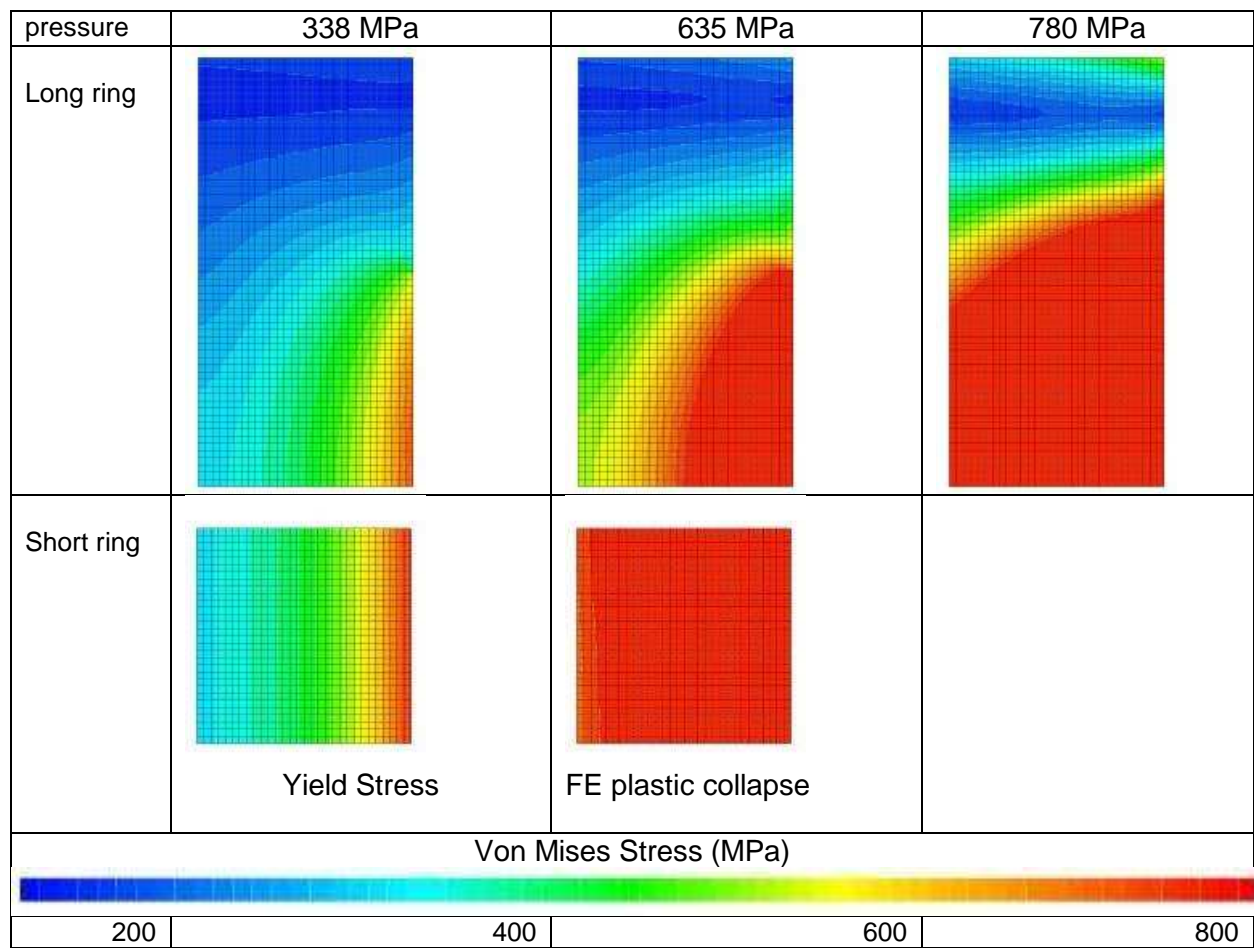 pressure 338 MPa 635 MPa 780 MPa
Long ring
Short ring
Yield Stress FE plastic collapse
Von Mises Stress (MPa)
200 400 600 800